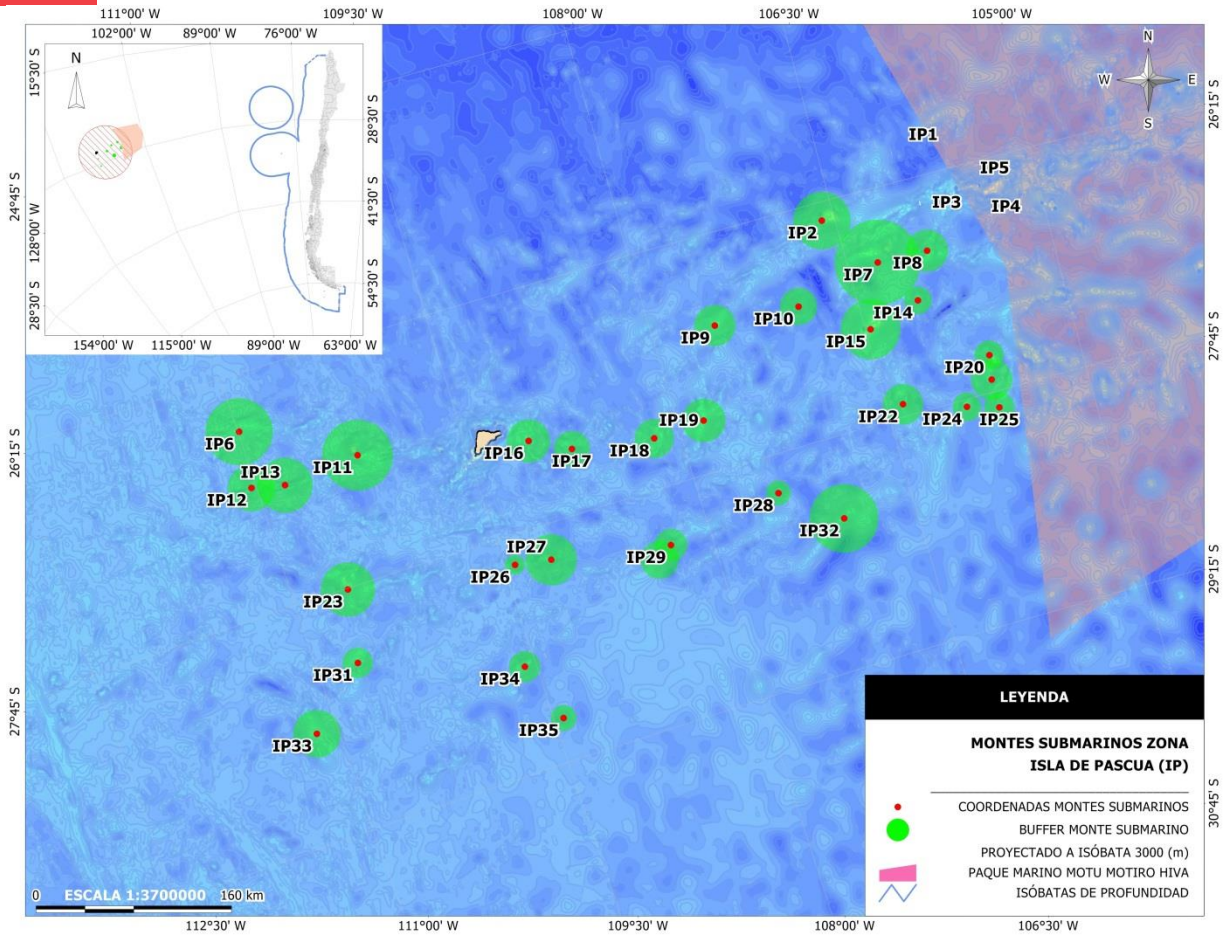 111°0' W
109°30' W
108°00' W
106°30' W
105°00' W
102°00' W
89°00' W
76°00' W
15°30' S
28°30' S
41°30' S
54°30' S
128°00' W
28°30' S
154°00' W
115°00' W
89°00' W
63°00' W
N
24°45' S
26°15' S
27°45' S
26°15' S
27°45' S
29°15' S
30°45' S
N
W
E
S
IP1
IP5
IP3
IP4
IP2
IP7
IP8
IP14
IP10
IP9
IP15
IP20
IP22
IP24
IP25
IP19
IP18
IP16
IP17
IP6
IP11
IP13
IP12
IP28
IP32
IP27
IP29
IP26
IP23
IP31
IP34
IP35
IP33
LEYENDA
MONTES SUBMARINOS ZONA
ISLA DE PASCUA (IP)
COORDENADAS MONTES SUBMARINOS
BUFFER MONTE SUBMARINO
PROYECTADO A ISÓBATA 3000 (m)
PAQUE MARINO MOTU MOTIRO HIVA
ISÓBATAS DE PROFUNDIDAD
0 ESCALA 1:3700000 160 km
112°30' W
111°00' W
109°30' W
108°00' W
106°30' W